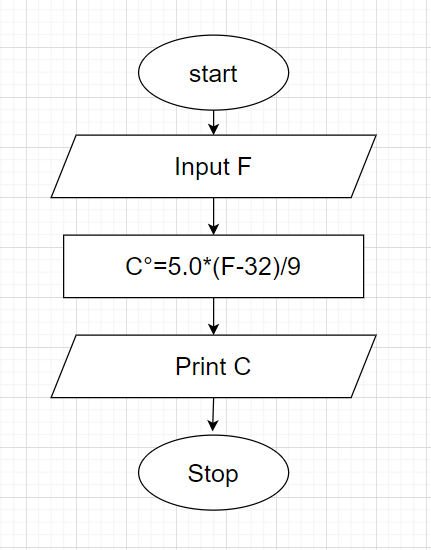 start
Input F
C°=5.0*(F-32)/9
Print C
Stop